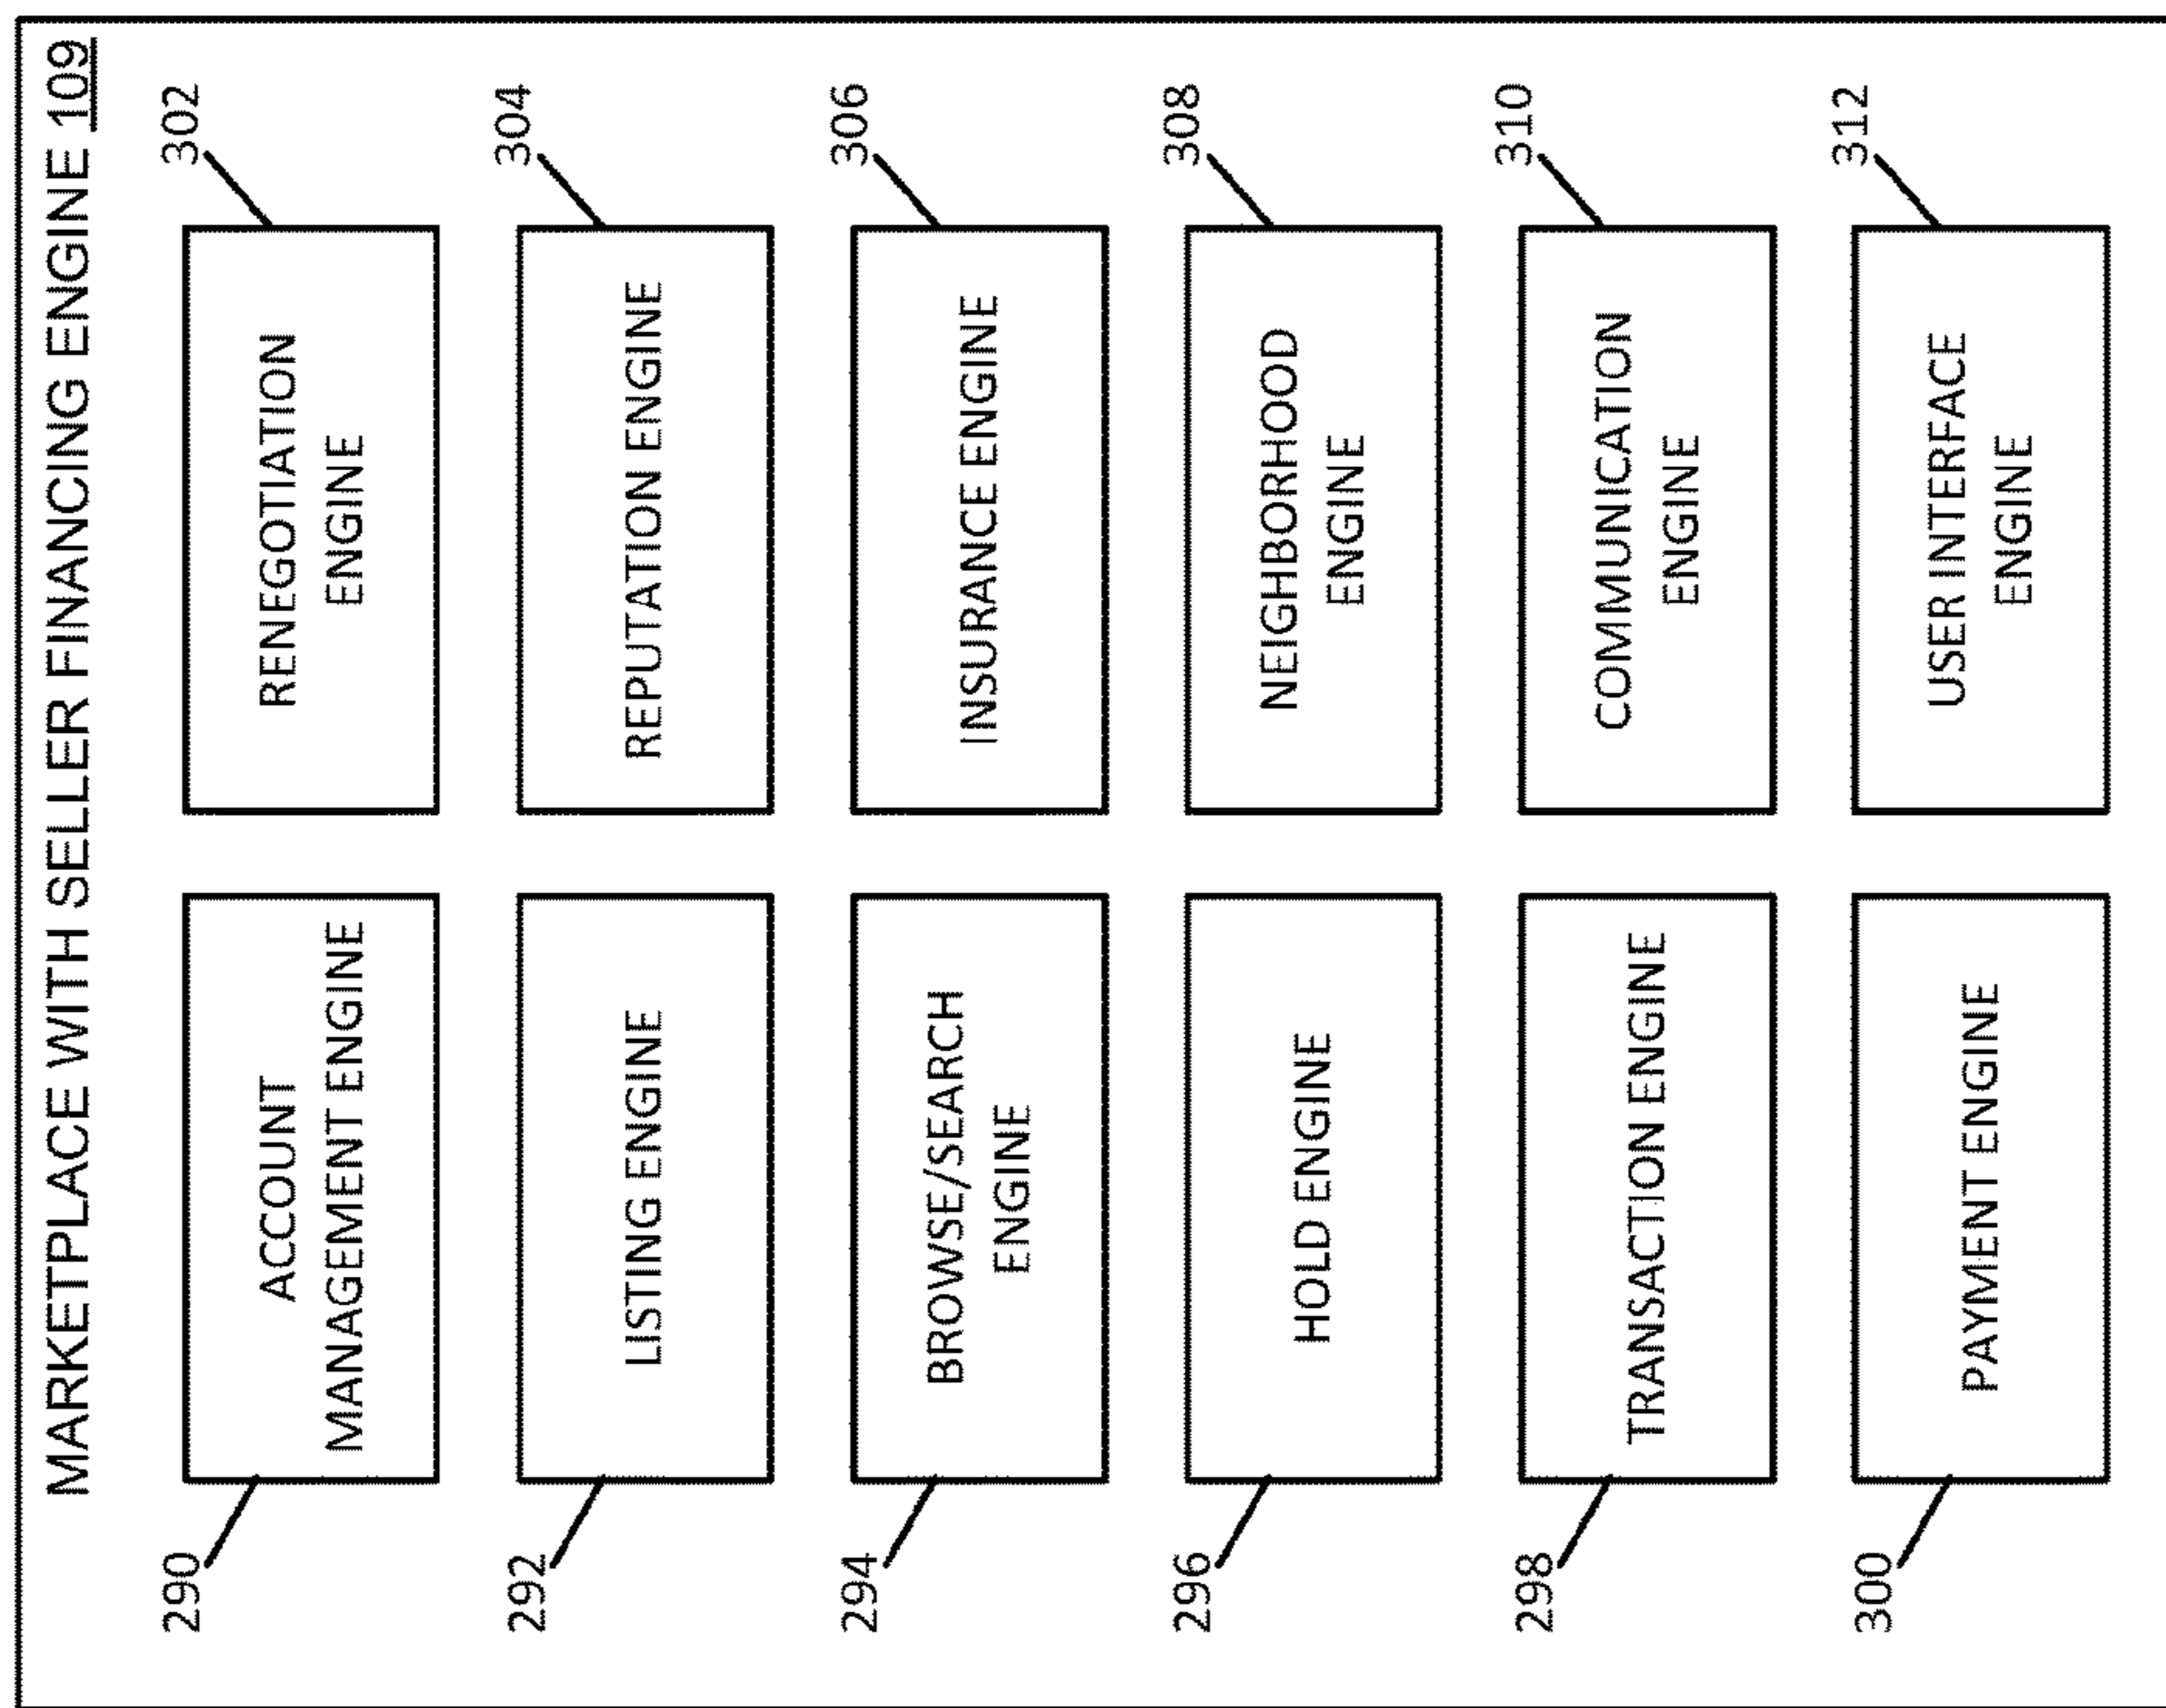 MARKETPLACE WITH SELLER FINANCING ENGINE 109
290
ACCOUNT
MANAGEMENT ENGINE
RENEGOTIATION
ENGINE
302
292
LISTING ENGINE
REPUTATION ENGINE
304
294
BROWSE/SEARCH
ENGINE
INSURANCE ENGINE
306
296
HOLD ENGINE
NEIGHBORHOOD
ENGINE
308
298
TRANSACTION ENGINE
COMMUNICATION
ENGINE
310
300
PAYMENT ENGINE
USER INTERFACE
ENGINE
312